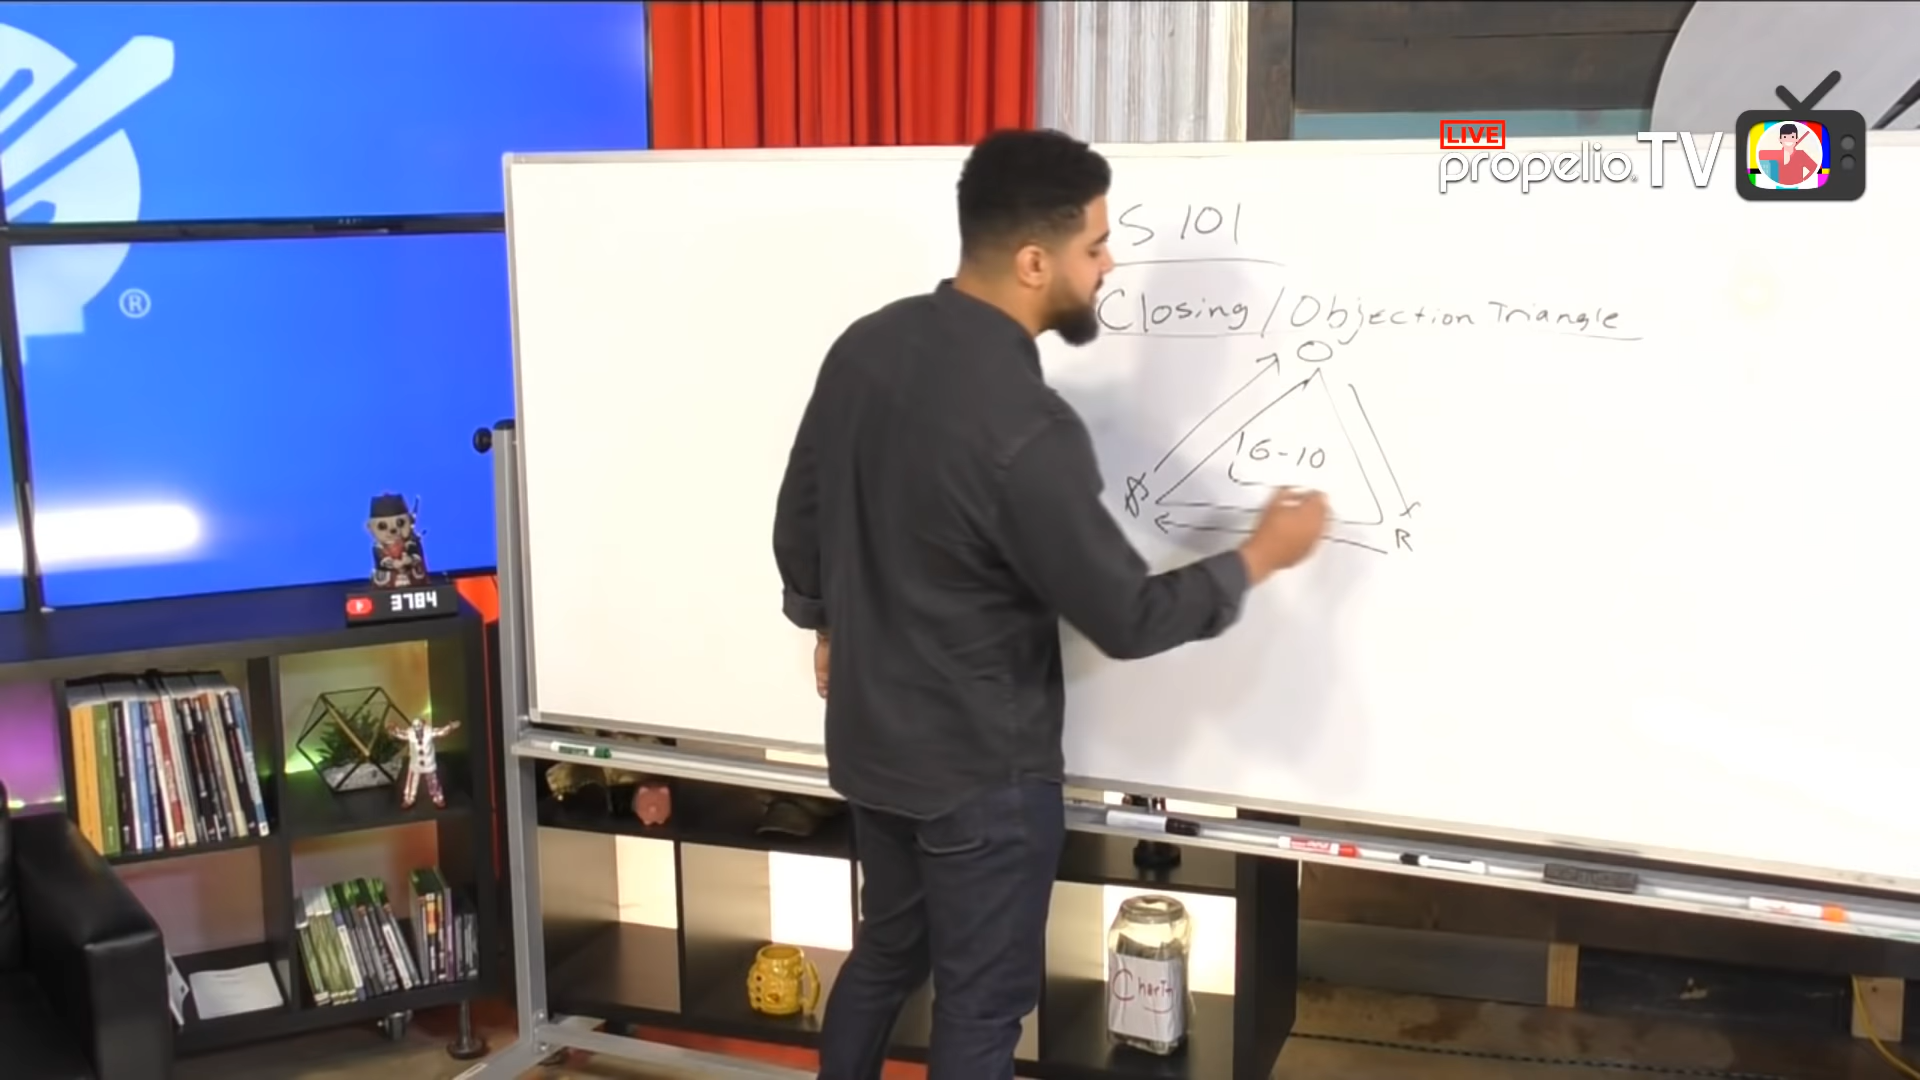 LIVE
propelio.TV
S 101
Closing / Objection Triangle
O
6-10
A
R
®
3784
Charity